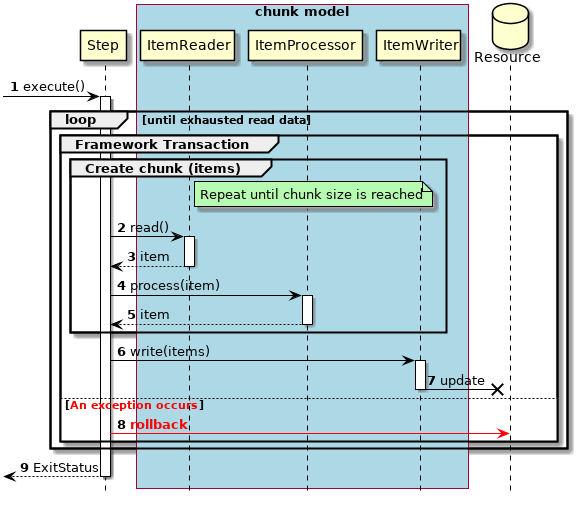 chunk model
Step
ItemReader
ItemProcessor
ItemWriter
Resource
1 execute()
loop [until exhausted read data]
Framework Transaction
Create chunk (items)
Repeat until chunk size is reached
2 read()
3 item
4 process(item)
5 item
6 write(items)
7 update
[An exception occurs]
8 rollback
9 ExitStatus